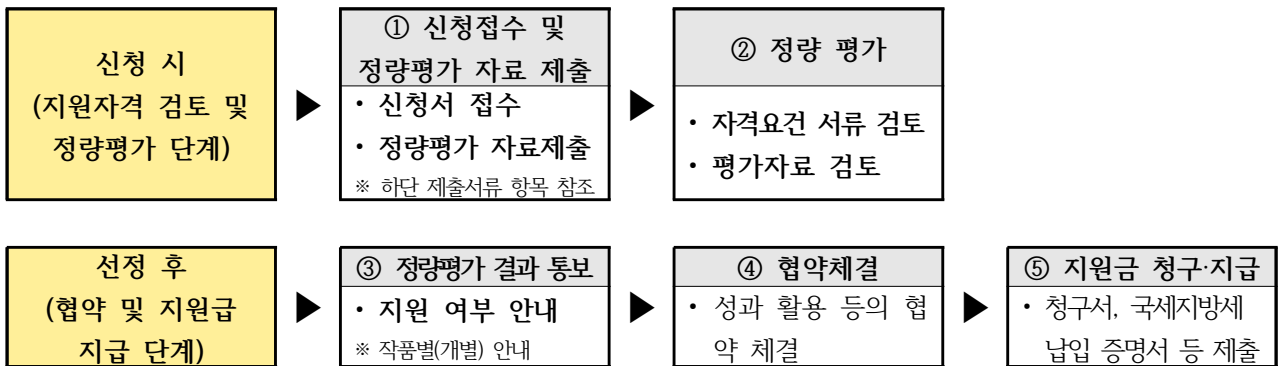 신청 시
(지원자격 검토 및
정량평가 단계)
▶
① 신청접수 및
정량평가 자료 제출
· 신청서 접수
· 정량평가 자료제출
※ 하단 제출서류 항목 참조
▶
② 정량 평가
· 자격요건 서류 검토
· 평가자료 검토
선정 후
(협약 및 지원급
지급 단계)
▶
③ 정량평가 결과 통보
· 지원 여부 안내
※ 작품별(개별) 안내
▶
④ 협약체결
· 성과 활용 등의 협
약 체결
▶
⑤ 지원금 청구·지급
· 청구서, 국세지방세
납입 증명서 등 제출